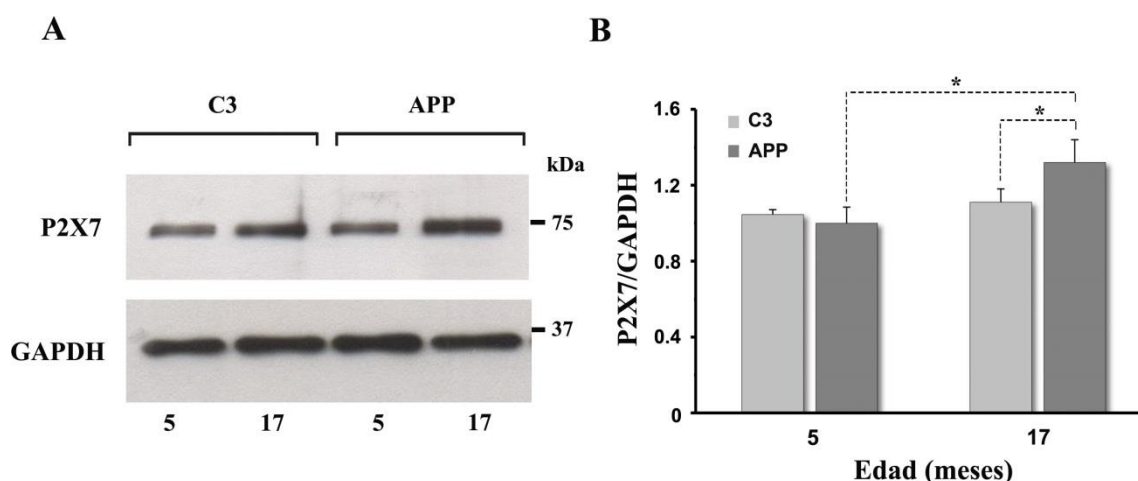 A
C3 APP
kDa
P2X7
75
GAPDH
37
5 17 5 17
B
*
*
C3
APP
P2X7/GAPDH
1.6
1.2
0.8
0.4
0
5 17
Edad (meses)